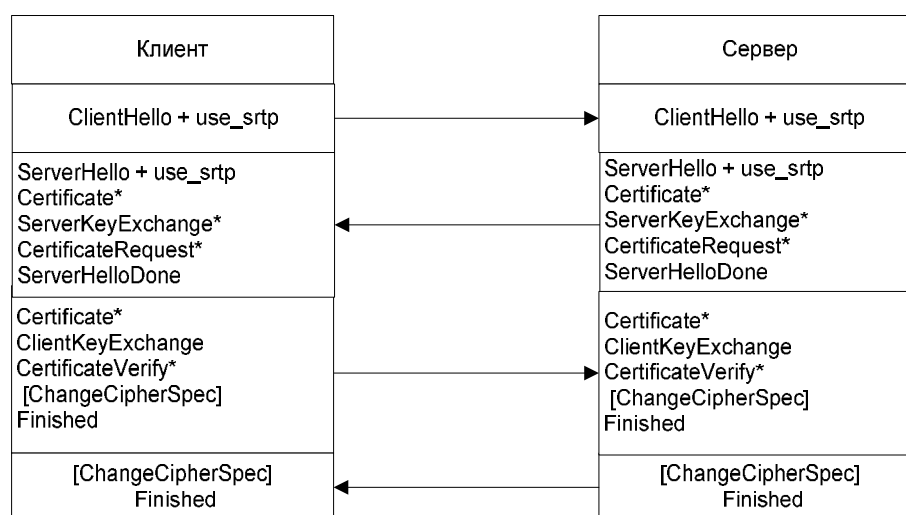 Клиент
Сервер
ClientHello + use_srtp
ClientHello + use_srtp
ServerHello + use_srtp
Certificate*
ServerKeyExchange*
CertificateRequest*
ServerHelloDone
ServerHello + use_srtp
Certificate*
ServerKeyExchange*
CertificateRequest*
ServerHelloDone
Certificate*
ClientKeyExchange
CertificateVerify*
[ChangeCipherSpec]
Finished
Certificate*
ClientKeyExchange
CertificateVerify*
[ChangeCipherSpec]
Finished
[ChangeCipherSpec]
Finished
[ChangeCipherSpec]
Finished